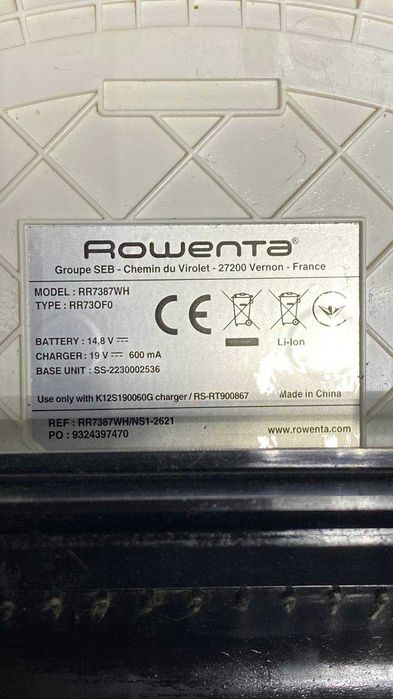 Rowenta®
Groupe SEB - Chemin du Virolet - 27200 Vernon - France
MODEL : RR7387WH
TYPE : RR73OF0
CE
BATTERY : 14,8 V ⎓
Li-Ion
CHARGER : 19 V ⎓ 600 mA
BASE UNIT : SS-2230002536
Use only with K12S190060G charger / RS-RT900867
Made in China
REF : RR7387WH/NS1-2621
www.rowenta.com
PO : 9324397470